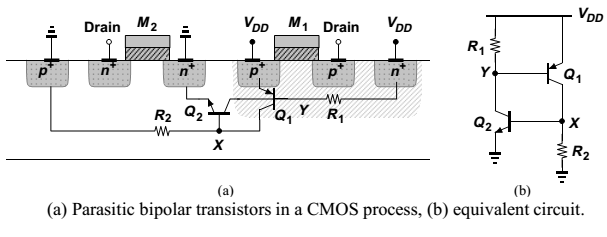 Drain M2 VDD M1 Drain VDD
p+ n+ n+ p+ p+ n+
Q2 Q1 Y R1
R2 X
(a)
VDD
R1
Y Q1
Q2 X
R2
(b)
(a) Parasitic bipolar transistors in a CMOS process, (b) equivalent circuit.